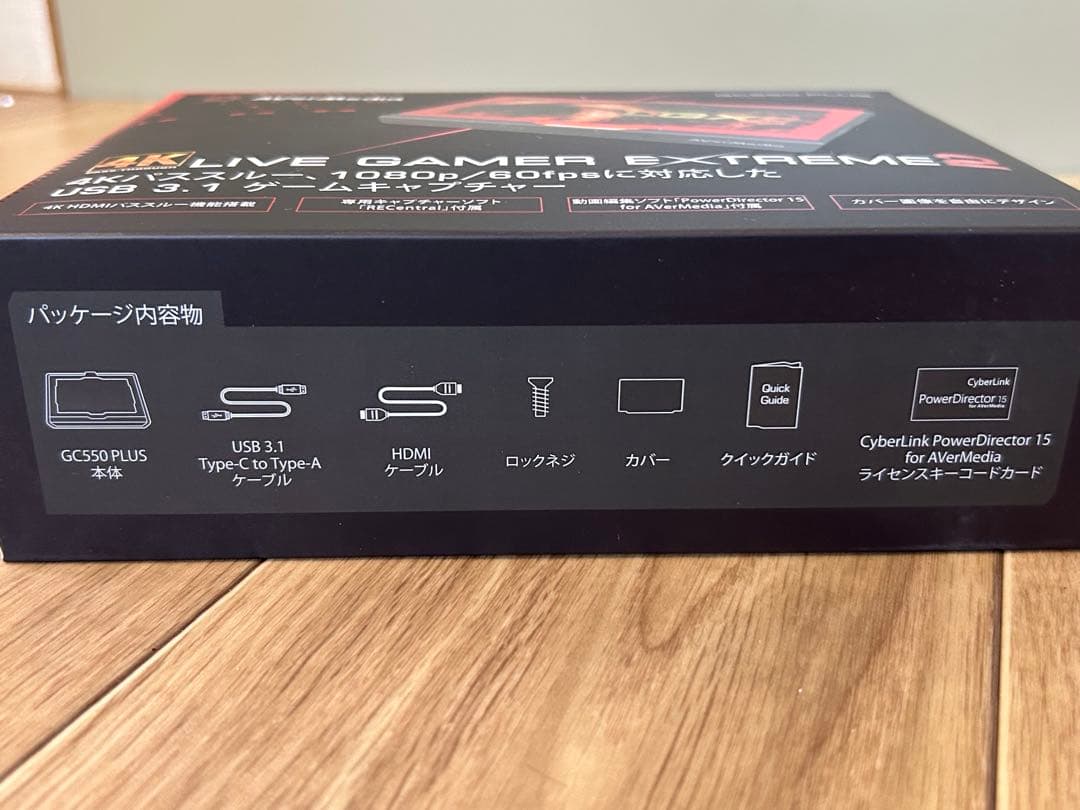 AVerMedia
GC550 PLUS
AVerMedia
4K
LIVE GAMER EXTREME 2
4Kパススルー、1080p/60fpsに対応した
USB 3.1 ゲームキャプチャー
4K HDMIパススルー機能搭載
専用キャプチャーソフト
「RECentral」付属
動画編集ソフト「PowerDirector 15
for AVerMedia」付属
カバー画像を自由にデザイン
パッケージ内容物
GC550 PLUS
本体
USB 3.1
Type-C to Type-A
ケーブル
HDMI
ケーブル
ロックネジ
カバー
Quick
Guide
クイックガイド
CyberLink
PowerDirector 15
for AVerMedia
CyberLink PowerDirector 15
for AVerMedia
ライセンスキーコードカード